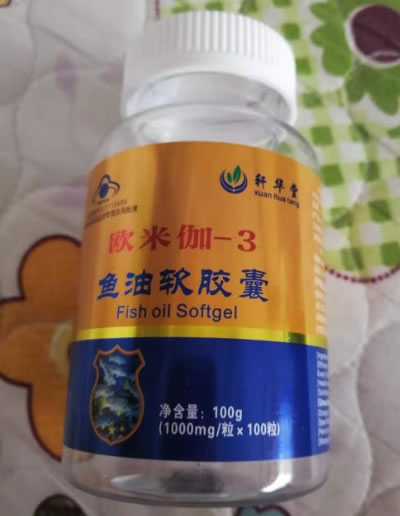 轩华堂
xuan hua tang
欧米伽-3
鱼油软胶囊
Fish oil Softgel
净含量：100g
(1000mg/粒×100粒)